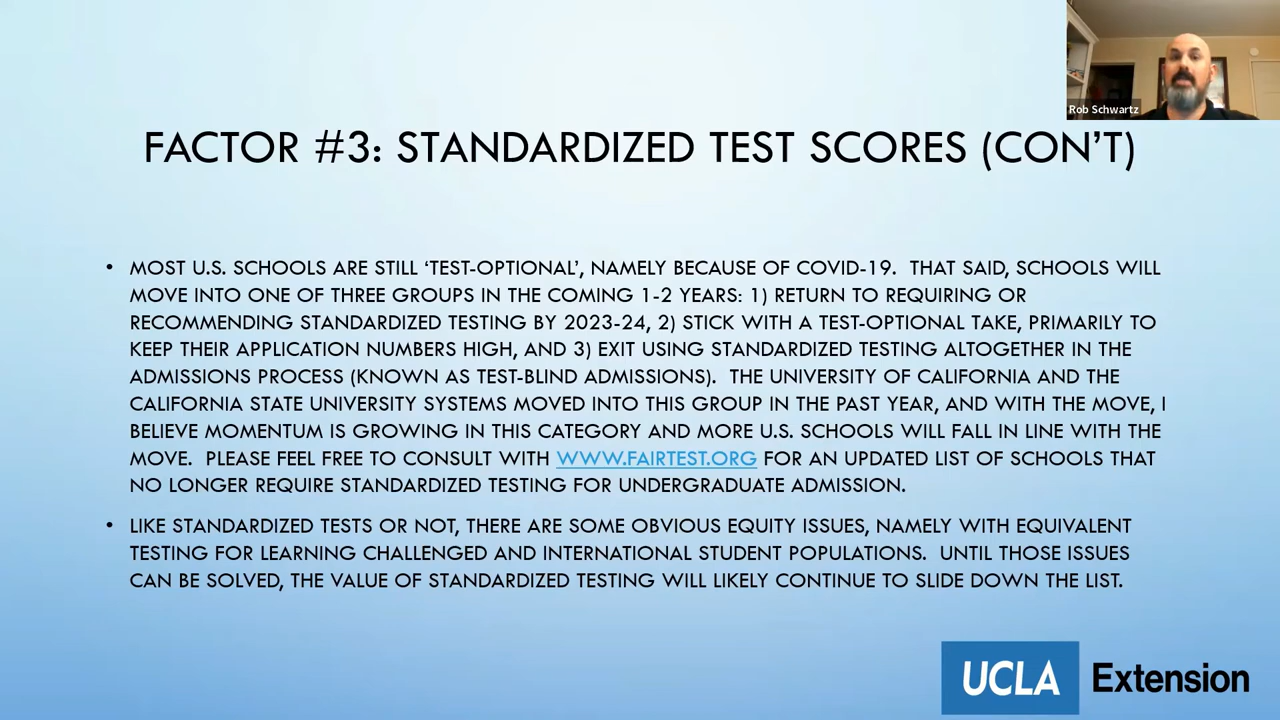 Rob Schwartz
FACTOR #3: STANDARDIZED TEST SCORES (CON’T)
• MOST U.S. SCHOOLS ARE STILL ‘TEST-OPTIONAL’, NAMELY BECAUSE OF COVID-19.  THAT SAID, SCHOOLS WILL
MOVE INTO ONE OF THREE GROUPS IN THE COMING 1-2 YEARS: 1) RETURN TO REQUIRING OR
RECOMMENDING STANDARDIZED TESTING BY 2023-24, 2) STICK WITH A TEST-OPTIONAL TAKE, PRIMARILY TO
KEEP THEIR APPLICATION NUMBERS HIGH, AND 3) EXIT USING STANDARDIZED TESTING ALTOGETHER IN THE
ADMISSIONS PROCESS (KNOWN AS TEST-BLIND ADMISSIONS).  THE UNIVERSITY OF CALIFORNIA AND THE
CALIFORNIA STATE UNIVERSITY SYSTEMS MOVED INTO THIS GROUP IN THE PAST YEAR, AND WITH THE MOVE, I
BELIEVE MOMENTUM IS GROWING IN THIS CATEGORY AND MORE U.S. SCHOOLS WILL FALL IN LINE WITH THE
MOVE.  PLEASE FEEL FREE TO CONSULT WITH WWW.FAIRTEST.ORG FOR AN UPDATED LIST OF SCHOOLS THAT
NO LONGER REQUIRE STANDARDIZED TESTING FOR UNDERGRADUATE ADMISSION.
• LIKE STANDARDIZED TESTS OR NOT, THERE ARE SOME OBVIOUS EQUITY ISSUES, NAMELY WITH EQUIVALENT
TESTING FOR LEARNING CHALLENGED AND INTERNATIONAL STUDENT POPULATIONS.  UNTIL THOSE ISSUES
CAN BE SOLVED, THE VALUE OF STANDARDIZED TESTING WILL LIKELY CONTINUE TO SLIDE DOWN THE LIST.
UCLA Extension